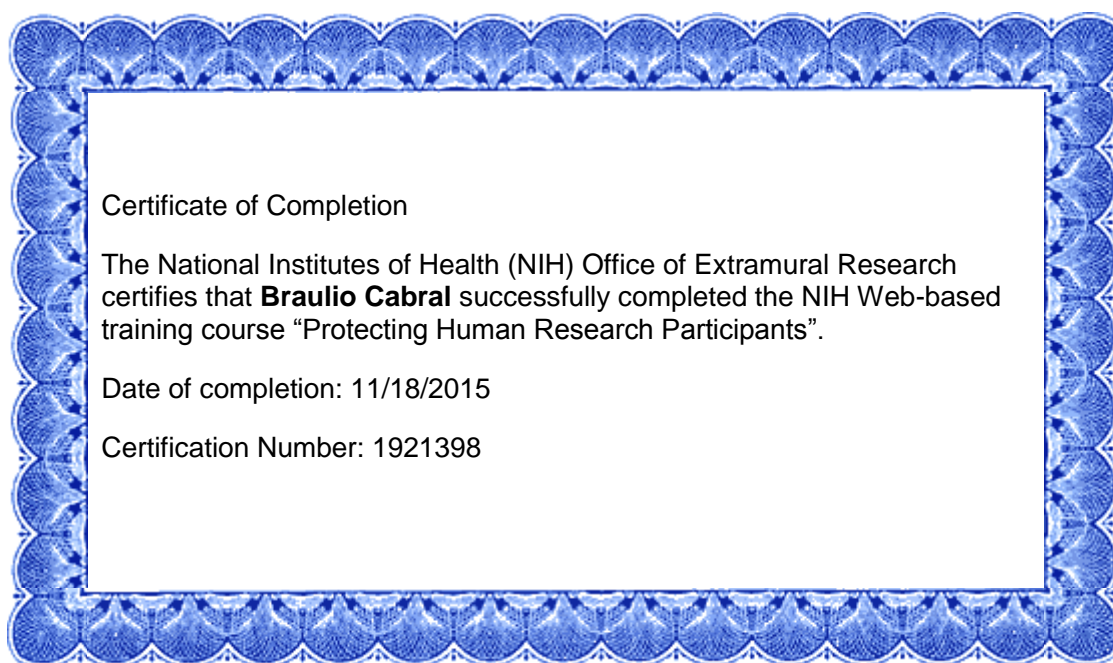 Certificate of Completion
The National Institutes of Health (NIH) Office of Extramural Research
certifies that Braulio Cabral successfully completed the NIH Web-based
training course “Protecting Human Research Participants”.
Date of completion: 11/18/2015
Certification Number: 1921398